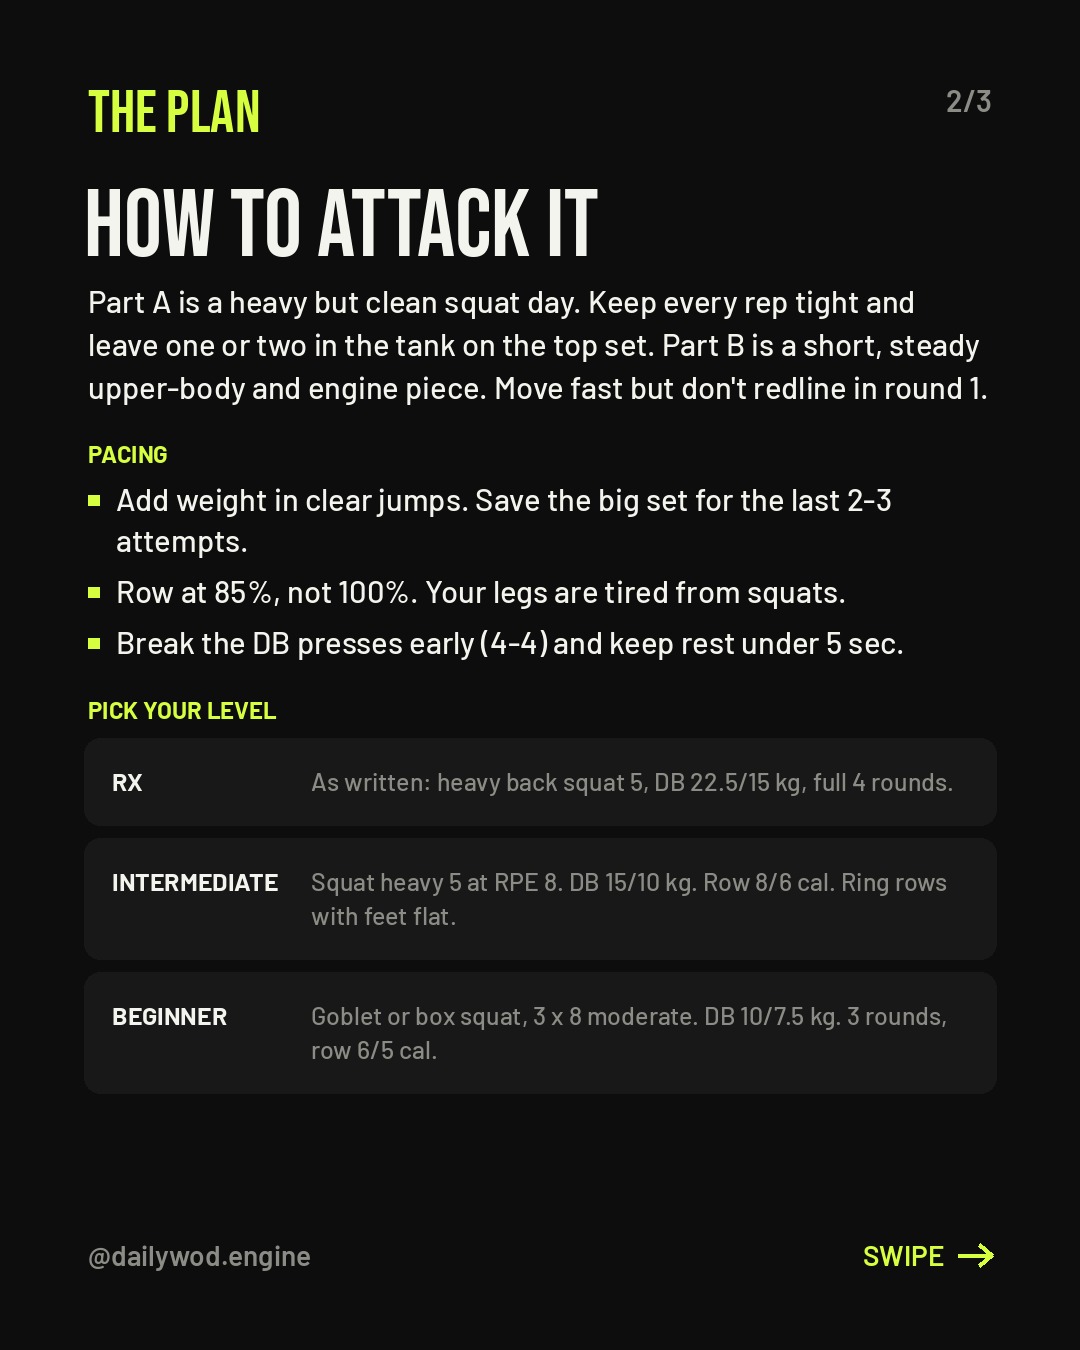 THE PLAN
2/3
HOW TO ATTACK IT
Part A is a heavy but clean squat day. Keep every rep tight and
leave one or two in the tank on the top set. Part B is a short, steady
upper-body and engine piece. Move fast but don't redline in round 1.
PACING
Add weight in clear jumps. Save the big set for the last 2-3
attempts.
Row at 85%, not 100%. Your legs are tired from squats.
Break the DB presses early (4-4) and keep rest under 5 sec.
PICK YOUR LEVEL
RX
As written: heavy back squat 5, DB 22.5/15 kg, full 4 rounds.
INTERMEDIATE
Squat heavy 5 at RPE 8. DB 15/10 kg. Row 8/6 cal. Ring rows
with feet flat.
BEGINNER
Goblet or box squat, 3 x 8 moderate. DB 10/7.5 kg. 3 rounds,
row 6/5 cal.
@dailywod.engine
SWIPE →